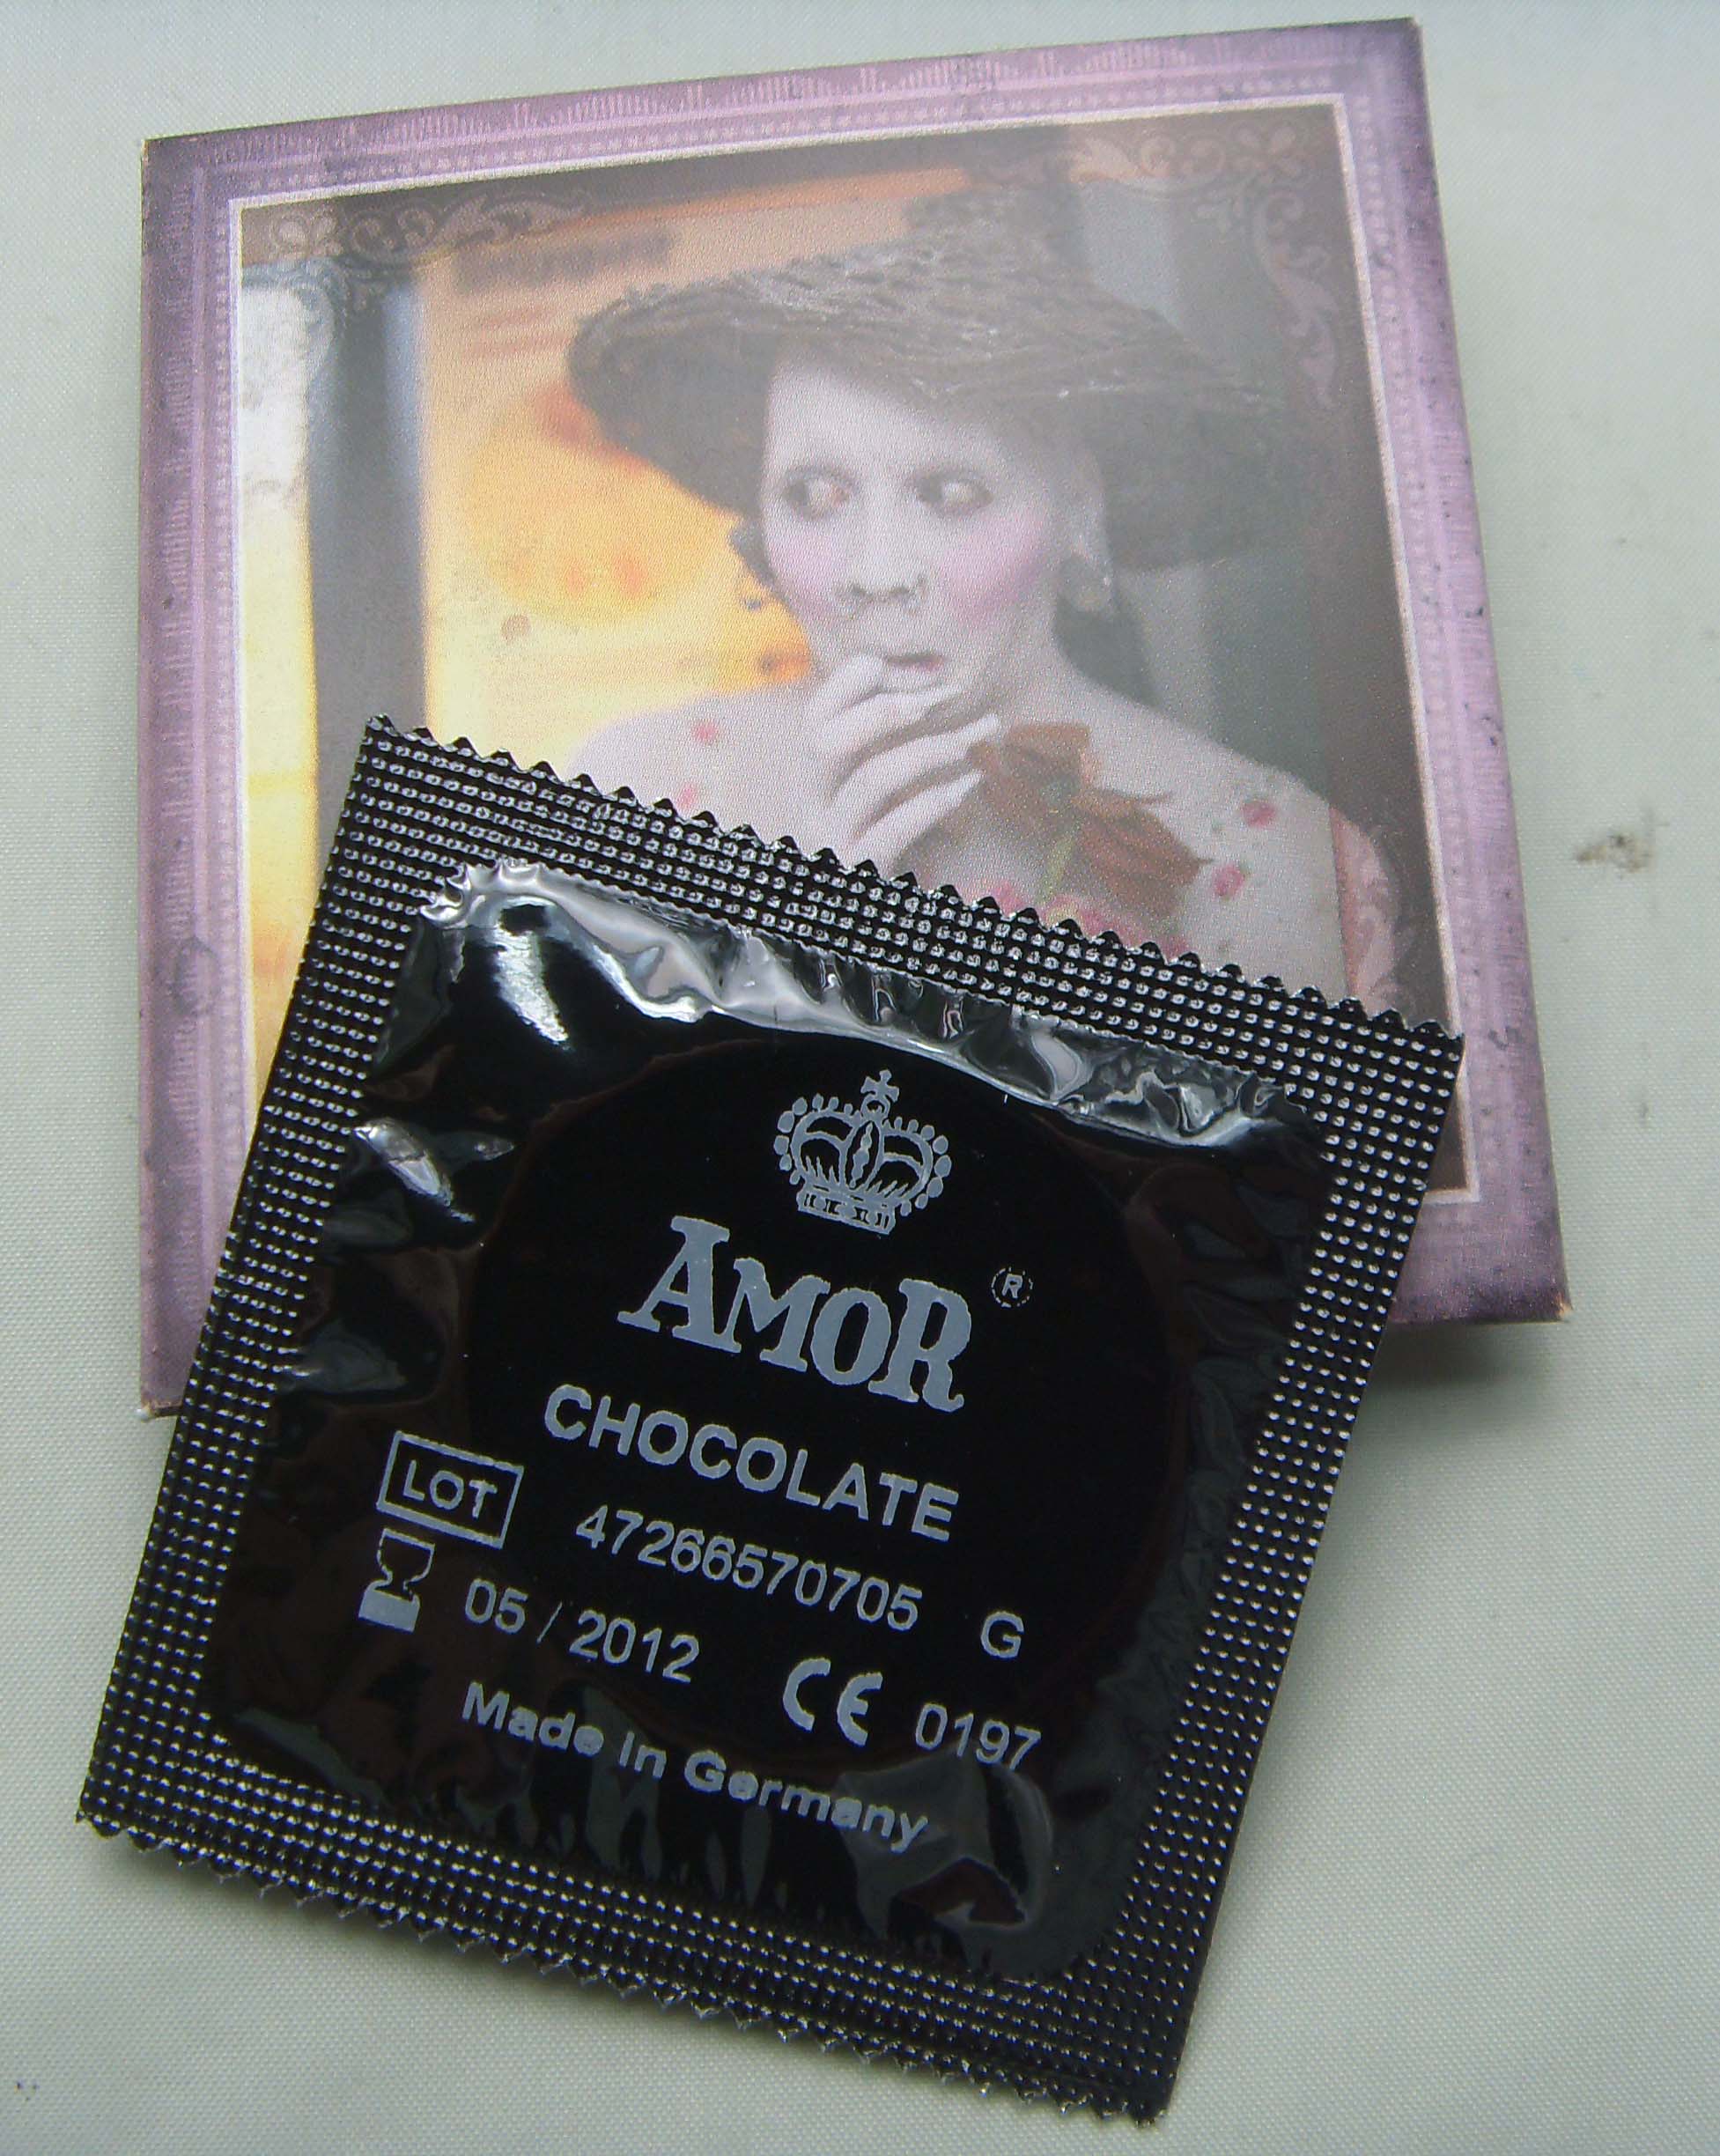 AMOR ®
CHOCOLATE
LOT 47266570705 G
05 / 2012 CE 0197
Made in Germany